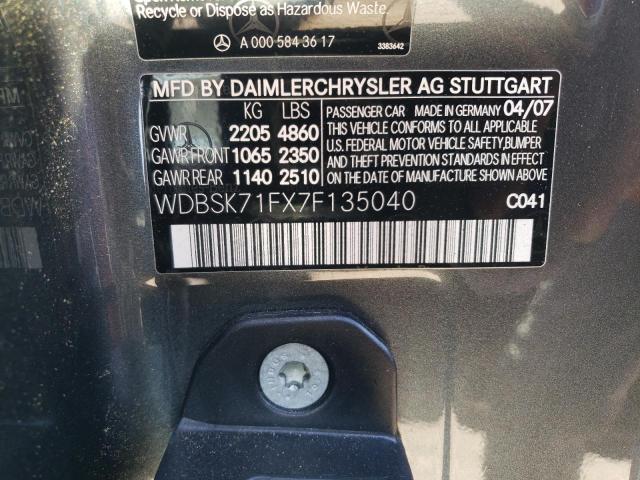 Recycle or Dispose as Hazardous Waste
A 000 584 36 17 3383642
MFD BY DAIMLERCHRYSLER AG STUTTGART
KG LBS
GVWR 2205 4860
GAWR FRONT 1065 2350
GAWR REAR 1140 2510
PASSENGER CAR MADE IN GERMANY 04/07
THIS VEHICLE CONFORMS TO ALL APPLICABLE
U.S. FEDERAL MOTOR VEHICLE SAFETY, BUMPER
AND THEFT PREVENTION STANDARDS IN EFFECT
ON THE DATE OF MANUFACTURE SHOWN ABOVE.
WDBSK71FX7F135040 C041